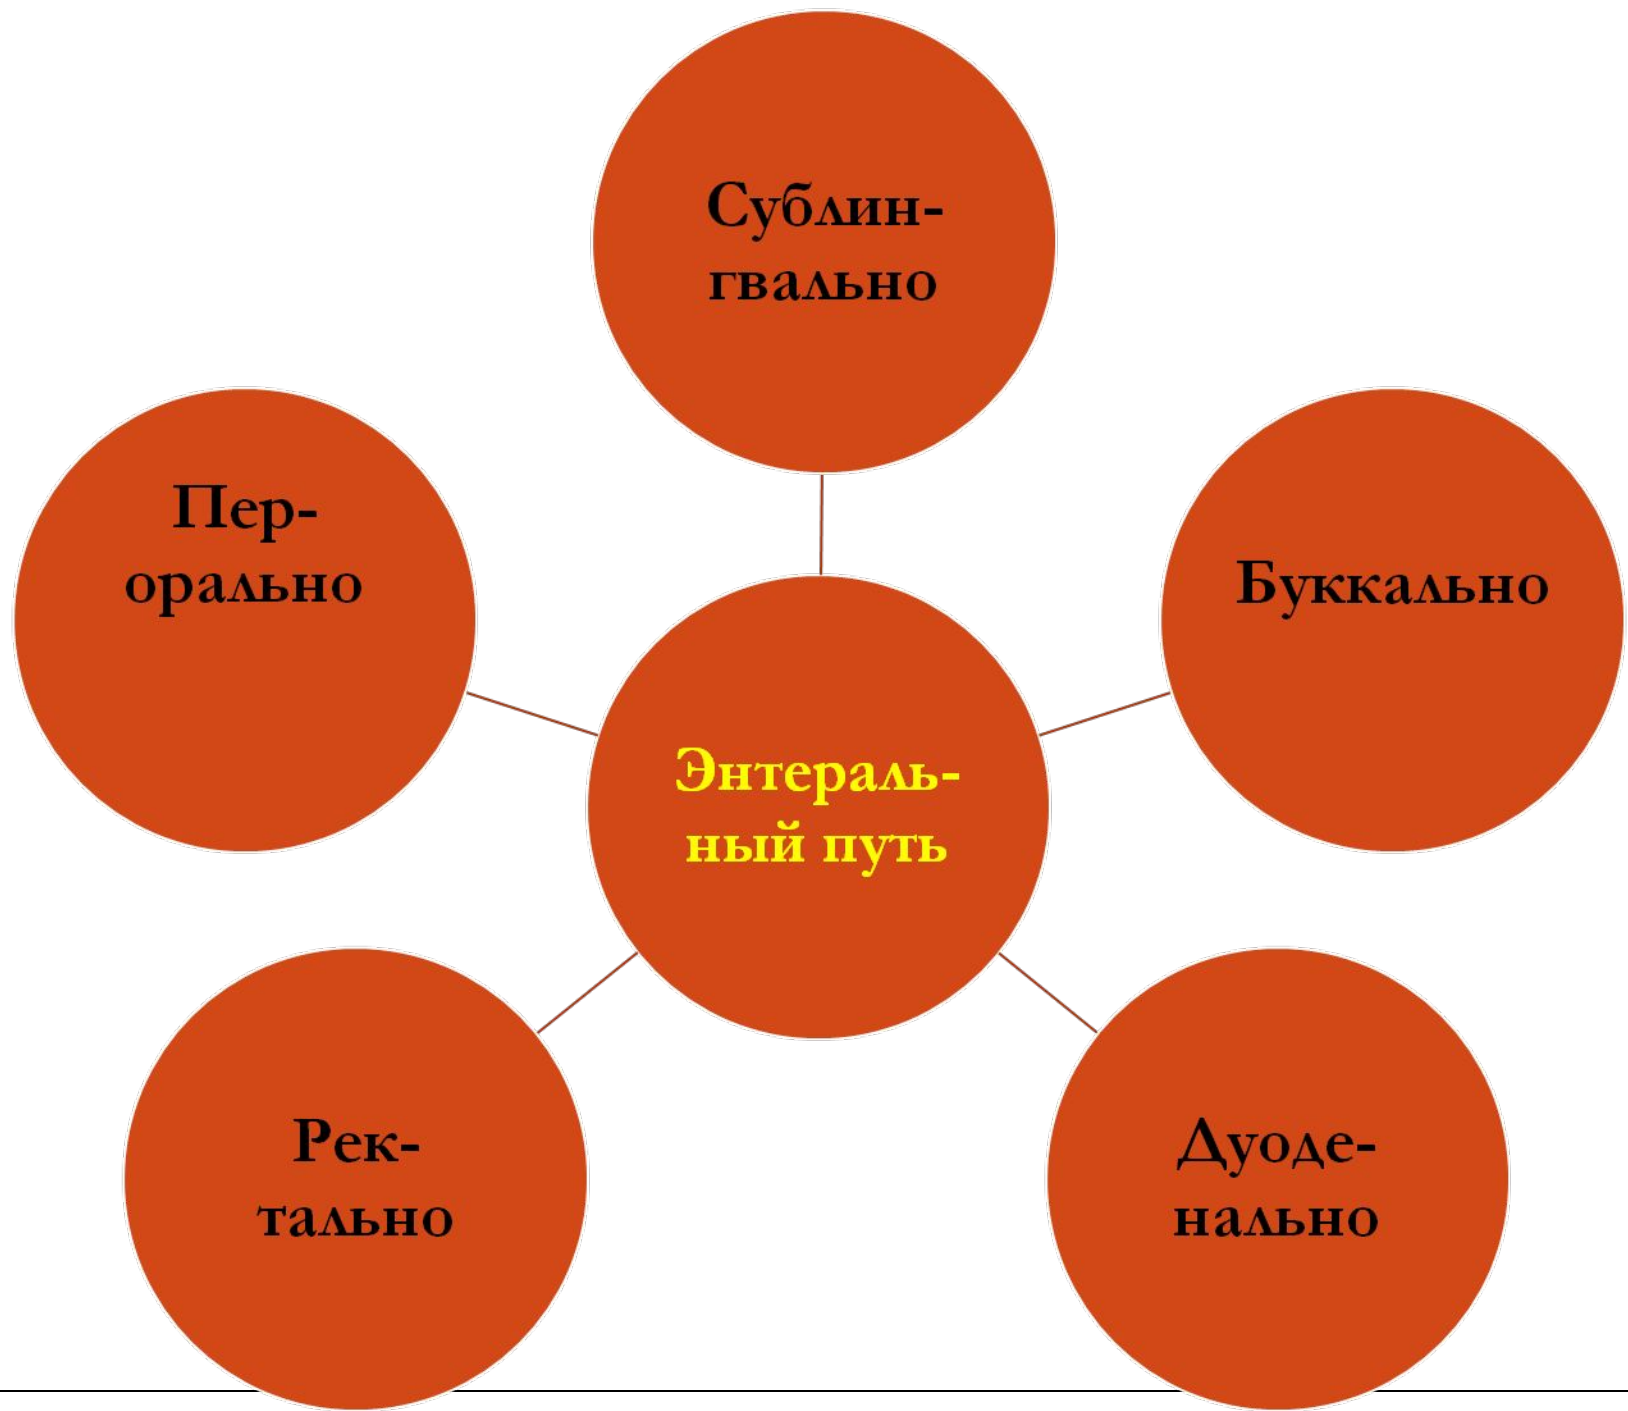 Сублин-
гвально
Пер-
орально
Буккально
Энтераль-
ный путь
Рек-
тально
Дуоде-
нально